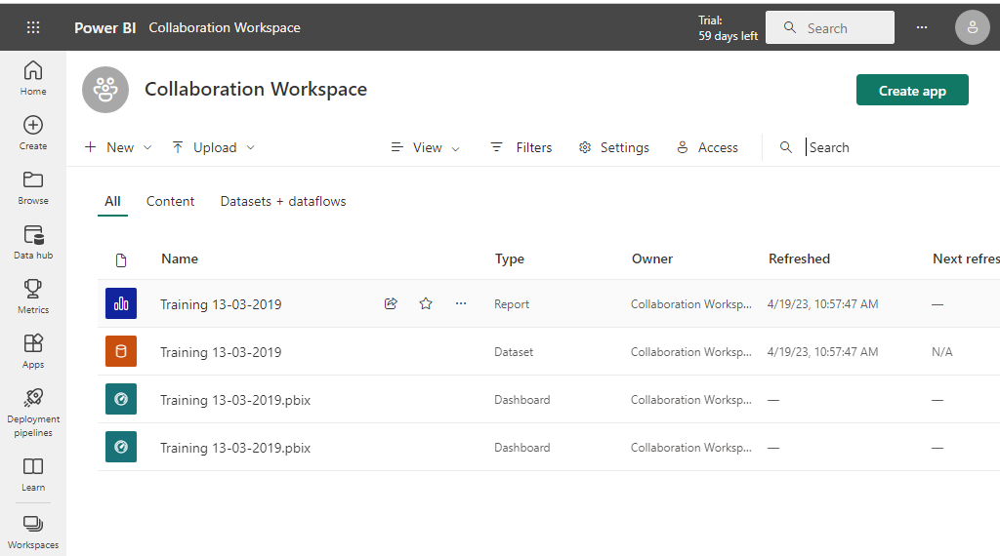 Power BI Collaboration Workspace
Trial:
59 days left
Search
Home
Create
Browse
Data hub
Metrics
Apps
Deployment
pipelines
Learn
Workspaces
Collaboration Workspace
Create app
New Upload View Filters Settings Access Search
All Content Datasets + dataflows
Name Type Owner Refreshed Next refres
Training 13-03-2019 Report Collaboration Worksp... 4/19/23, 10:57:47 AM —
Training 13-03-2019 Dataset Collaboration Worksp... 4/19/23, 10:57:47 AM N/A
Training 13-03-2019.pbix Dashboard Collaboration Worksp... — —
Training 13-03-2019.pbix Dashboard Collaboration Worksp... — —